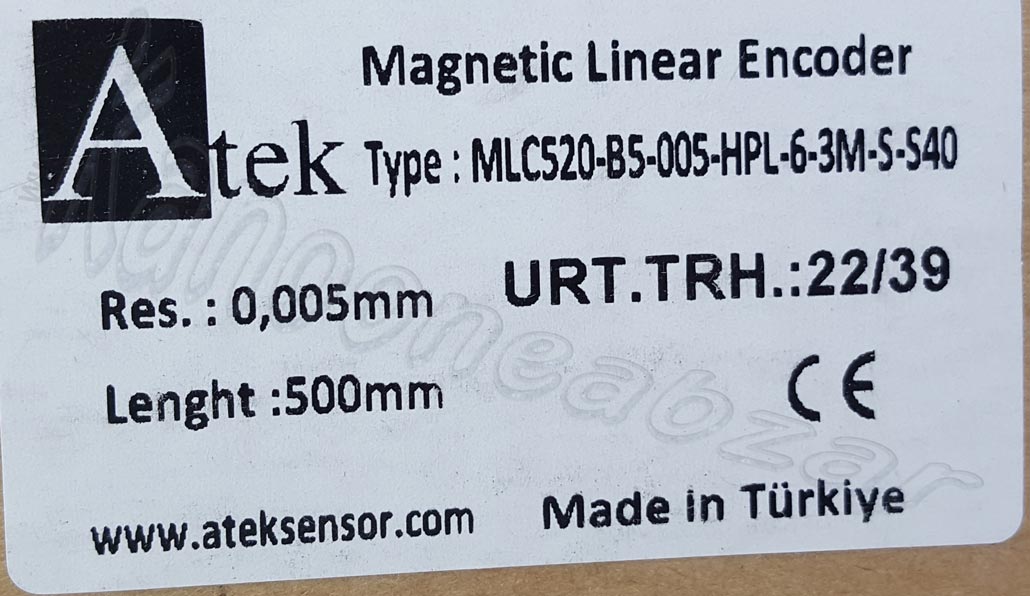 Atek
Magnetic Linear Encoder
Type : MLC520-B5-005-HPL-6-3M-S-S40
Res. : 0,005mm
URT.TRH.:22/39
Lenght :500mm
CE
www.ateksensor.com
Made in Türkiye
Nanooneabzar